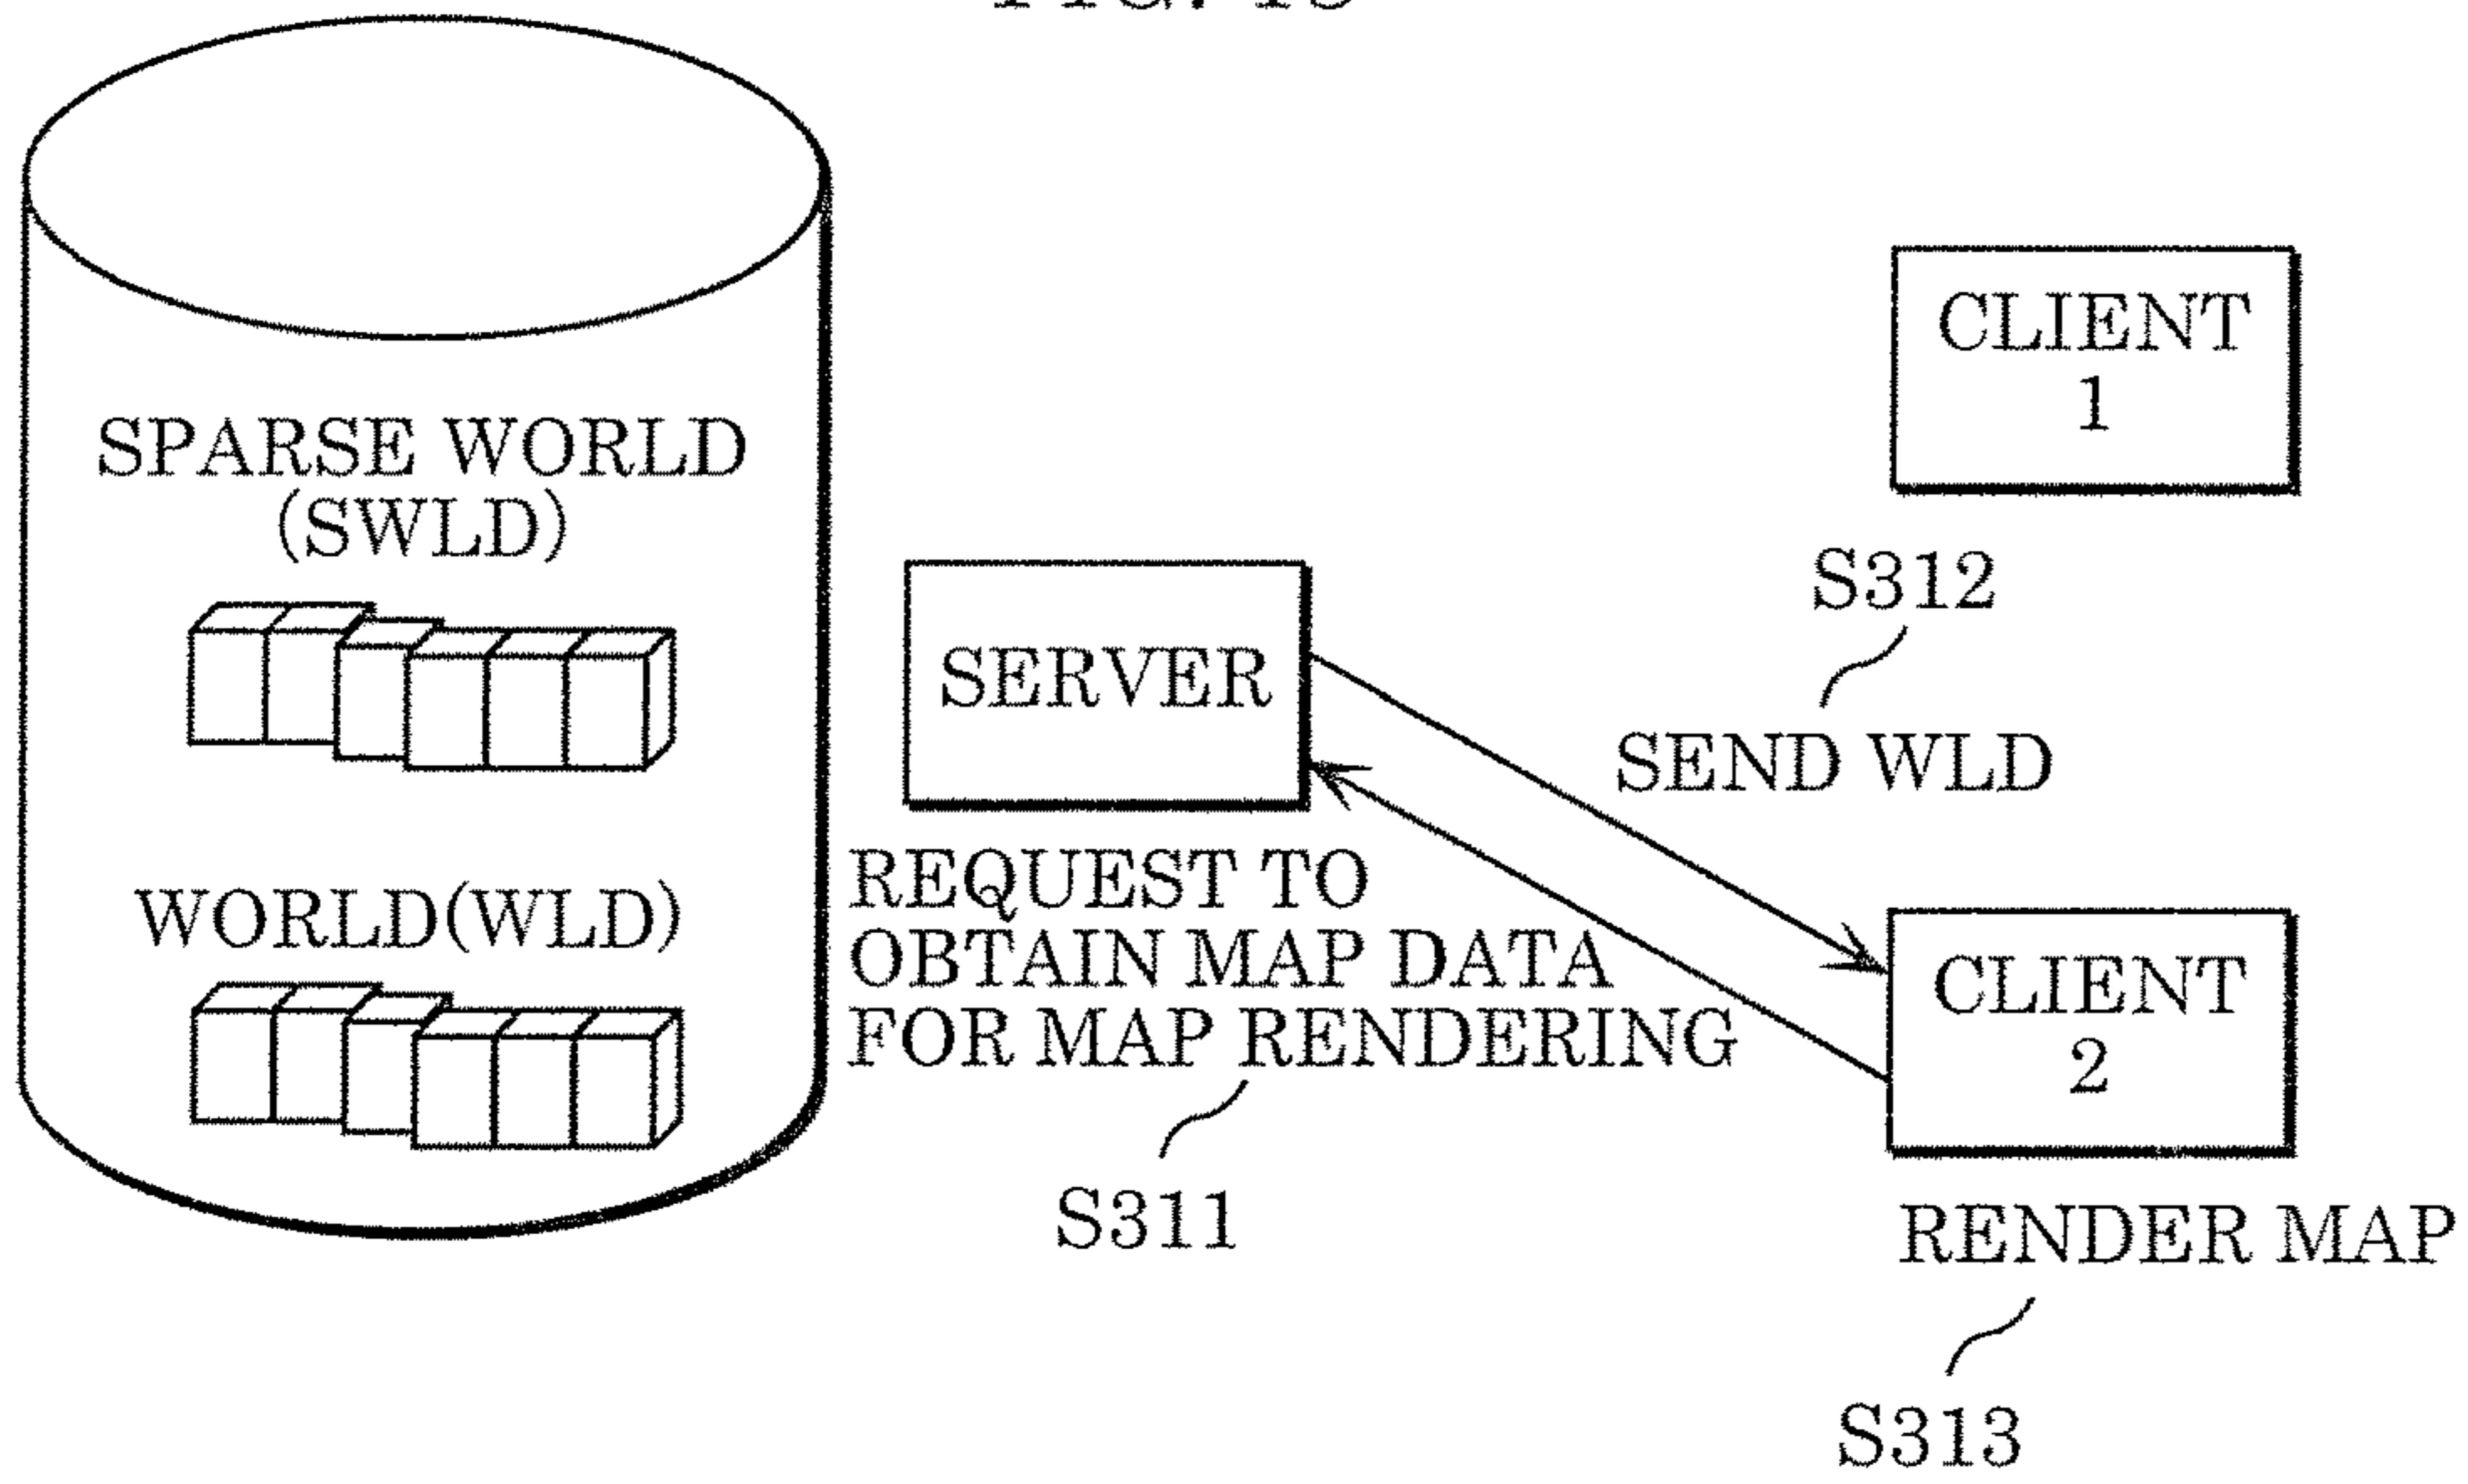 FIG.
SPARSE WORLD
(SWLD)
WORLD(WLD)
SERVER
CLIENT
1
S312
SEND WLD
REQUEST TO
OBTAIN MAP DATA
FOR MAP RENDERING
S311
CLIENT
2
RENDER MAP
S313